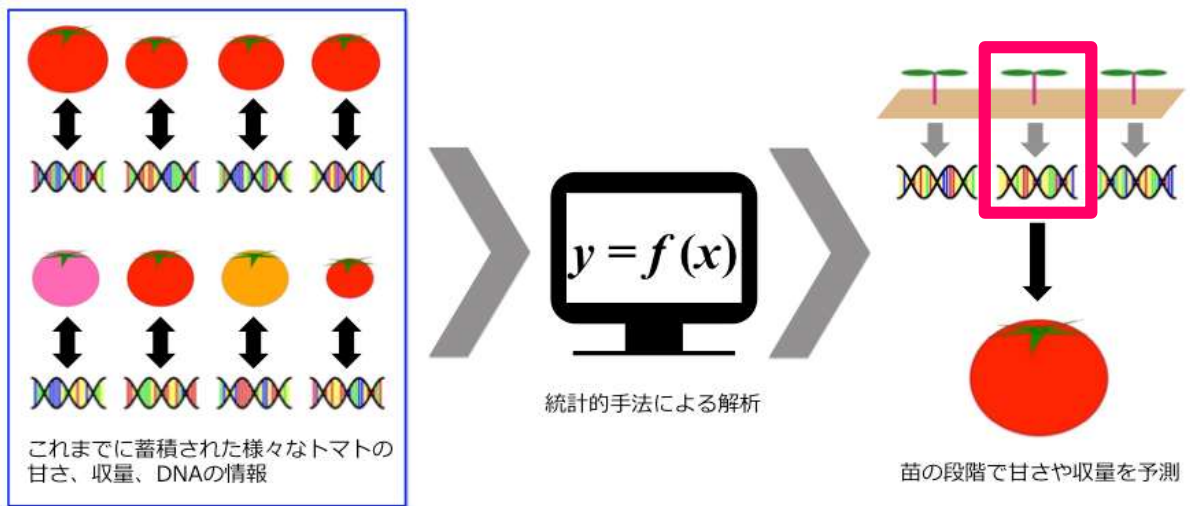 y = f (x)
これまでに蓄積された様々なトマトの
甘さ、収量、DNAの情報
統計的手法による解析
苗の段階で甘さや収量を予測